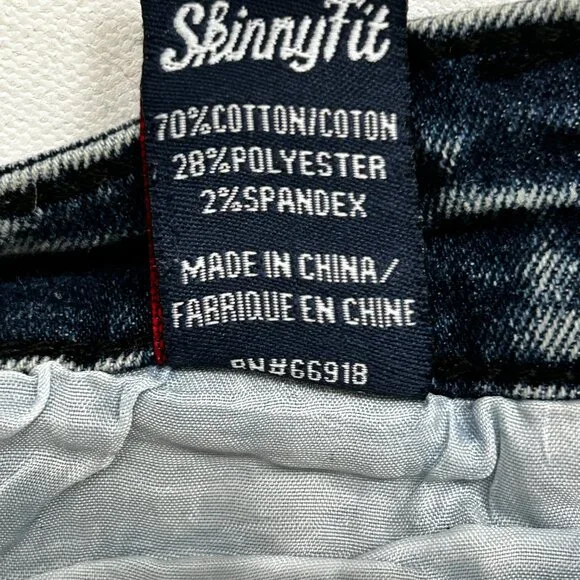 SkinnyFit
70%COTTON/COTON
28%POLYESTER
2%SPANDEX
MADE IN CHINA/
FABRIQUE EN CHINE
RN#66918